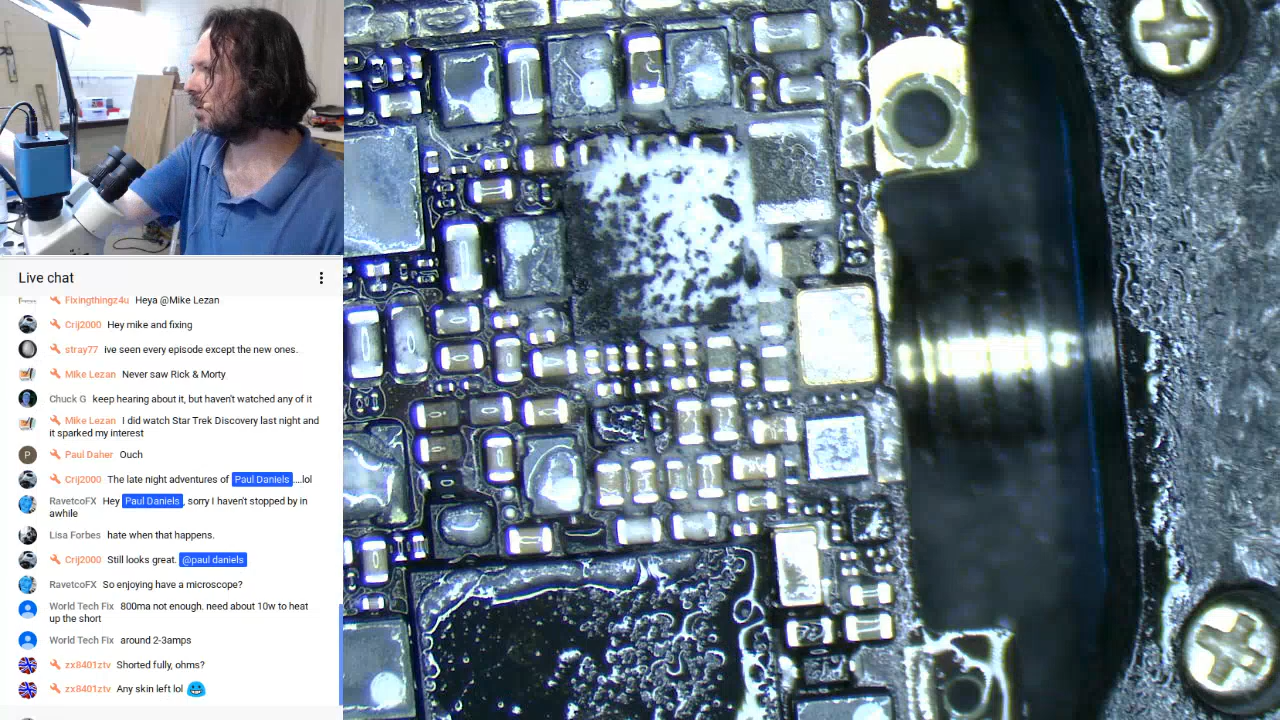 Live chat
Fixingthingz4u Heya @Mike Lezan
Crij2000 Hey mike and fixing
stray77 ive seen every episode except the new ones.
Mike Lezan Never saw Rick & Morty
Chuck G keep hearing about it, but haven't watched any of it
Mike Lezan I did watch Star Trek Discovery last night and
it sparked my interest
P
Paul Daher Ouch
Crij2000 The late night adventures of Paul Daniels....lol
RavetcoFX Hey Paul Daniels, sorry I haven't stopped by in
awhile
Lisa Forbes hate when that happens.
Crij2000 Still looks great. @paul daniels
RavetcoFX So enjoying have a microscope?
World Tech Fix 800ma not enough. need about 10w to heat
up the short
World Tech Fix around 2-3amps
zx8401ztv Shorted fully, ohms?
zx8401ztv Any skin left lol